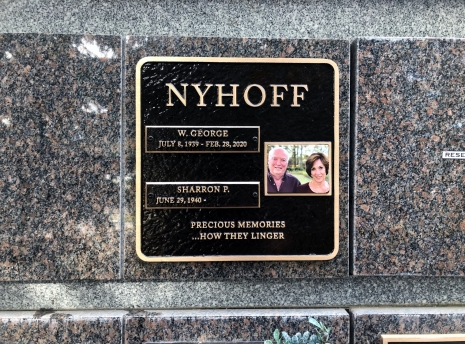 NYHOFF
W. GEORGE
JULY 8, 1939 - FEB. 28, 2020
SHARRON P.
JUNE 29, 1940 -
PRECIOUS MEMORIES
...HOW THEY LINGER